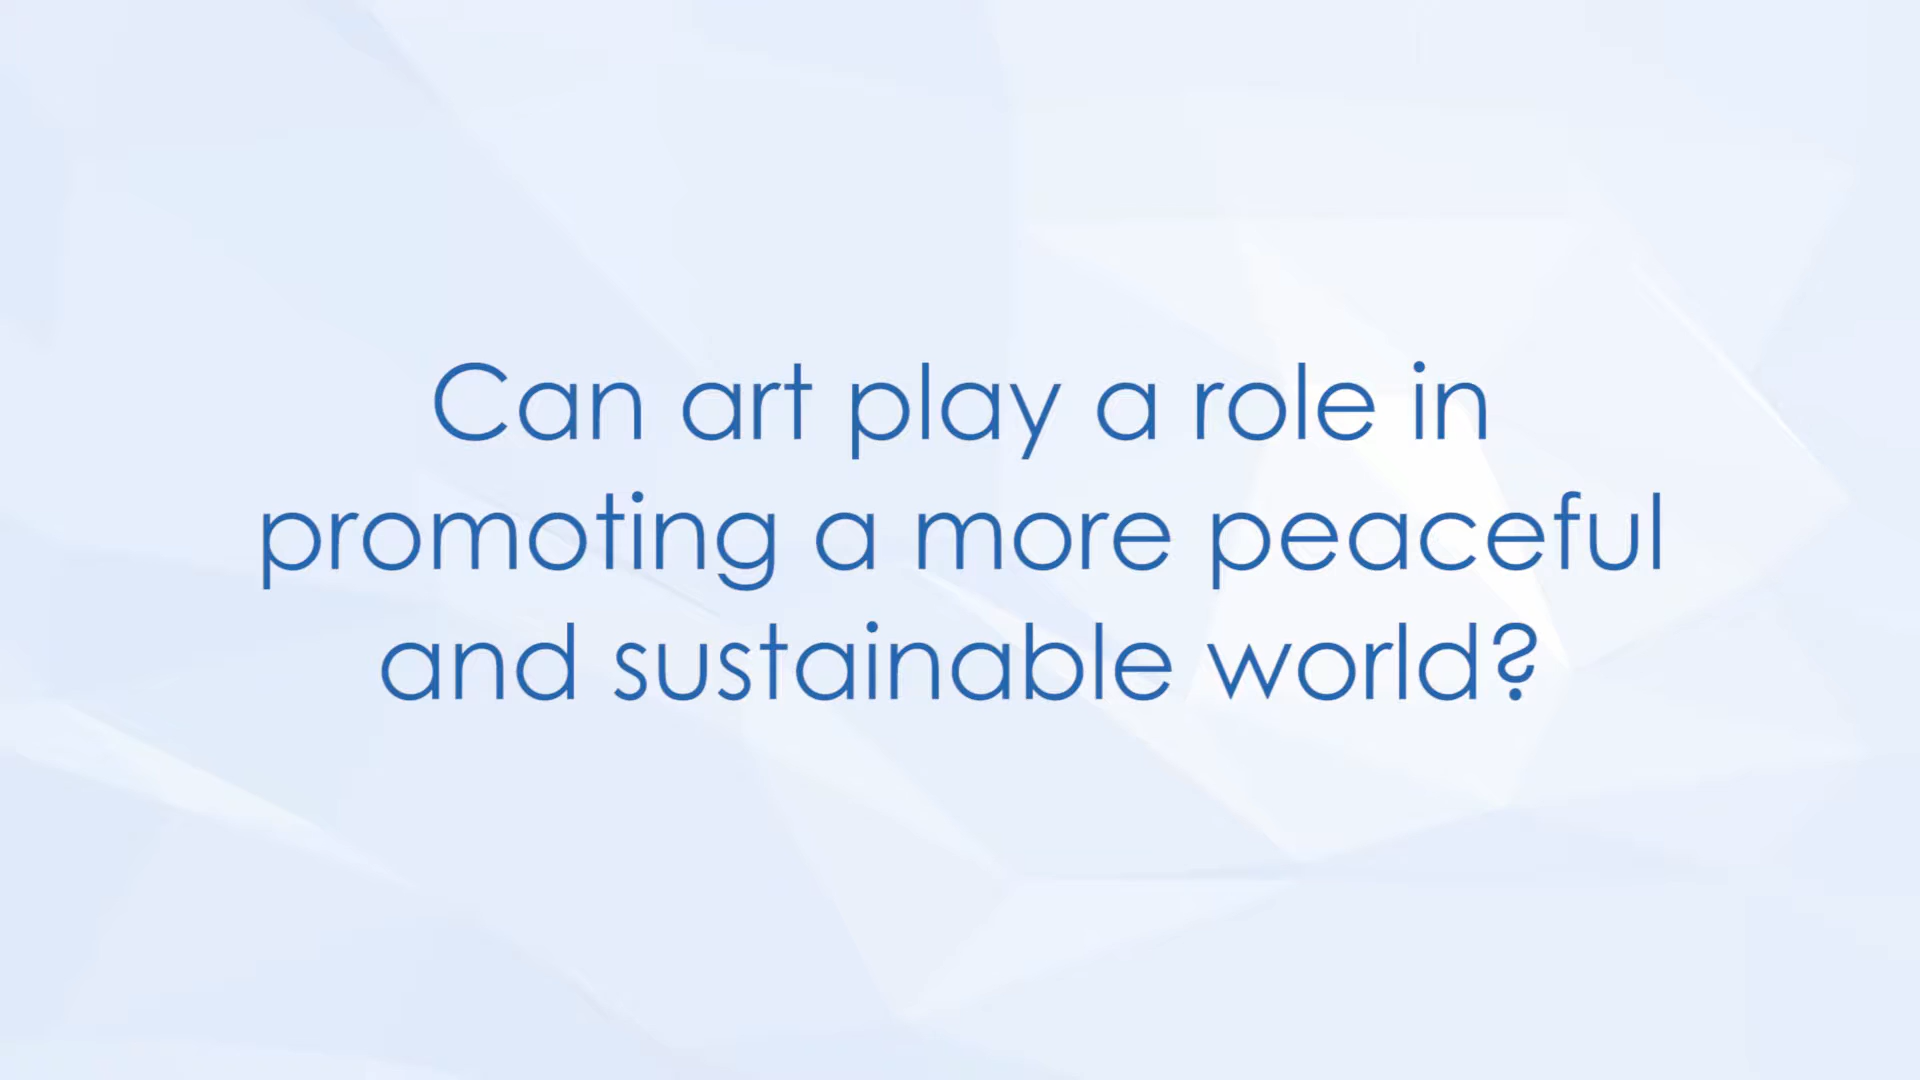 Can art play a role in
promoting a more peaceful
and sustainable world?